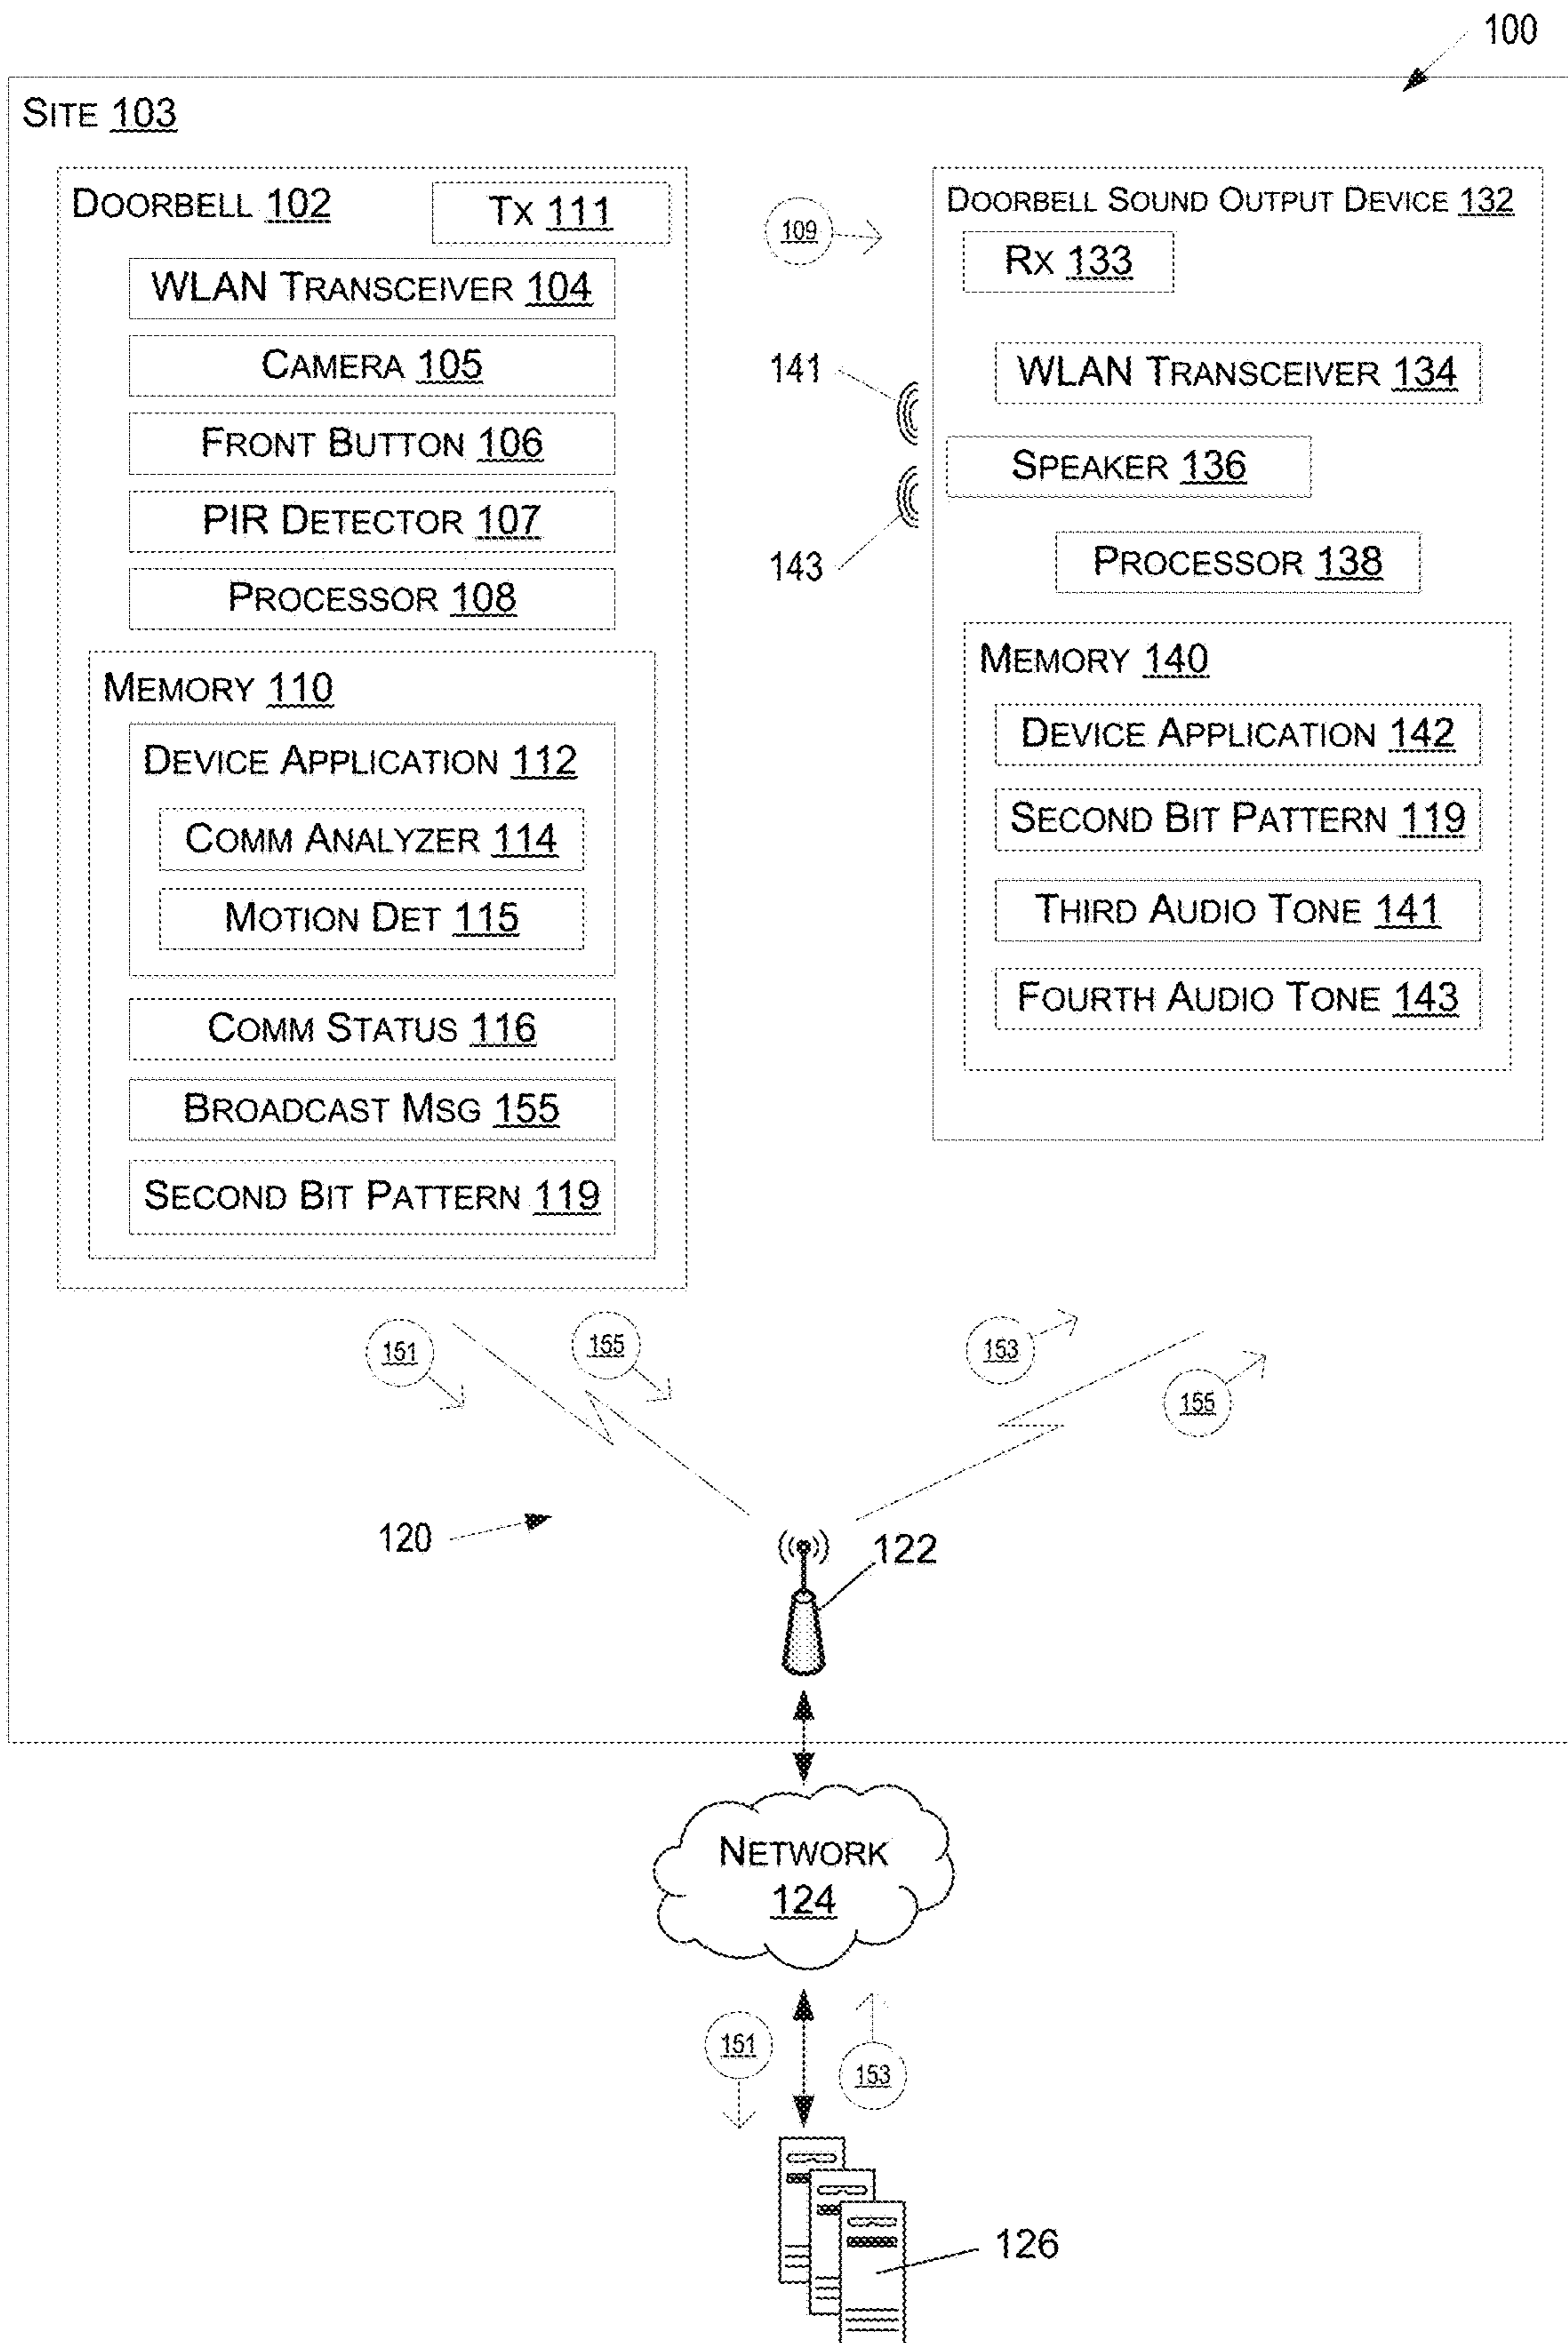 100
SITE 103
DOORBELL 102
TX 111
WLAN TRANSCEIVER 104
CAMERA 105
FRONT BUTTON 106
PIR DETECTOR 107
PROCESSOR 108
MEMORY 110
DEVICE APPLICATION 112
COMM ANALYZER 114
MOTION DET 115
COMM STATUS 116
BROADCAST MSG 155
SECOND BIT PATTERN 119
109
141
143
DOORBELL SOUND OUTPUT DEVICE 132
RX 133
WLAN TRANSCEIVER 134
SPEAKER 136
PROCESSOR 138
MEMORY 140
DEVICE APPLICATION 142
SECOND BIT PATTERN 119
THIRD AUDIO TONE 141
FOURTH AUDIO TONE 143
151
155
153
155
120
122
NETWORK
124
151
153
126